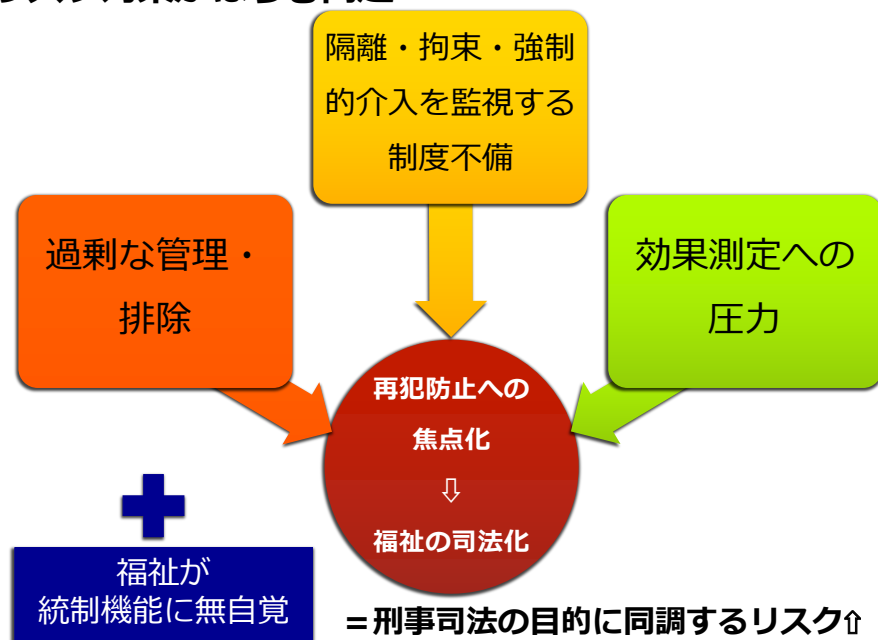 隔離・拘束・強制
的介入を監視する
制度不備
過剰な管理・
排除
効果測定への
圧力
再犯防止への
焦点化
⇩
福祉の司法化
福祉が
統制機能に無自覚
＝刑事司法の目的に同調するリスク⇧